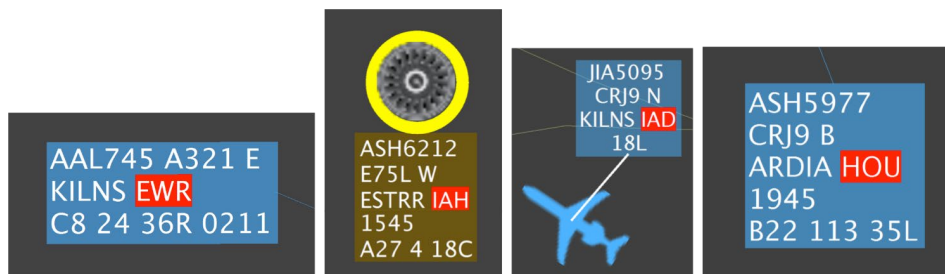 AAL745 A321 E
KILNS EWR
C8 24 36R 0211
ASH6212
E75L W
ESTRR IAH
1545
A27 4 18C
JIA5095
CRJ9 N
KILNS IAD
18L
ASH5977
CRJ9 B
ARDIA HOU
1945
B22 113 35L